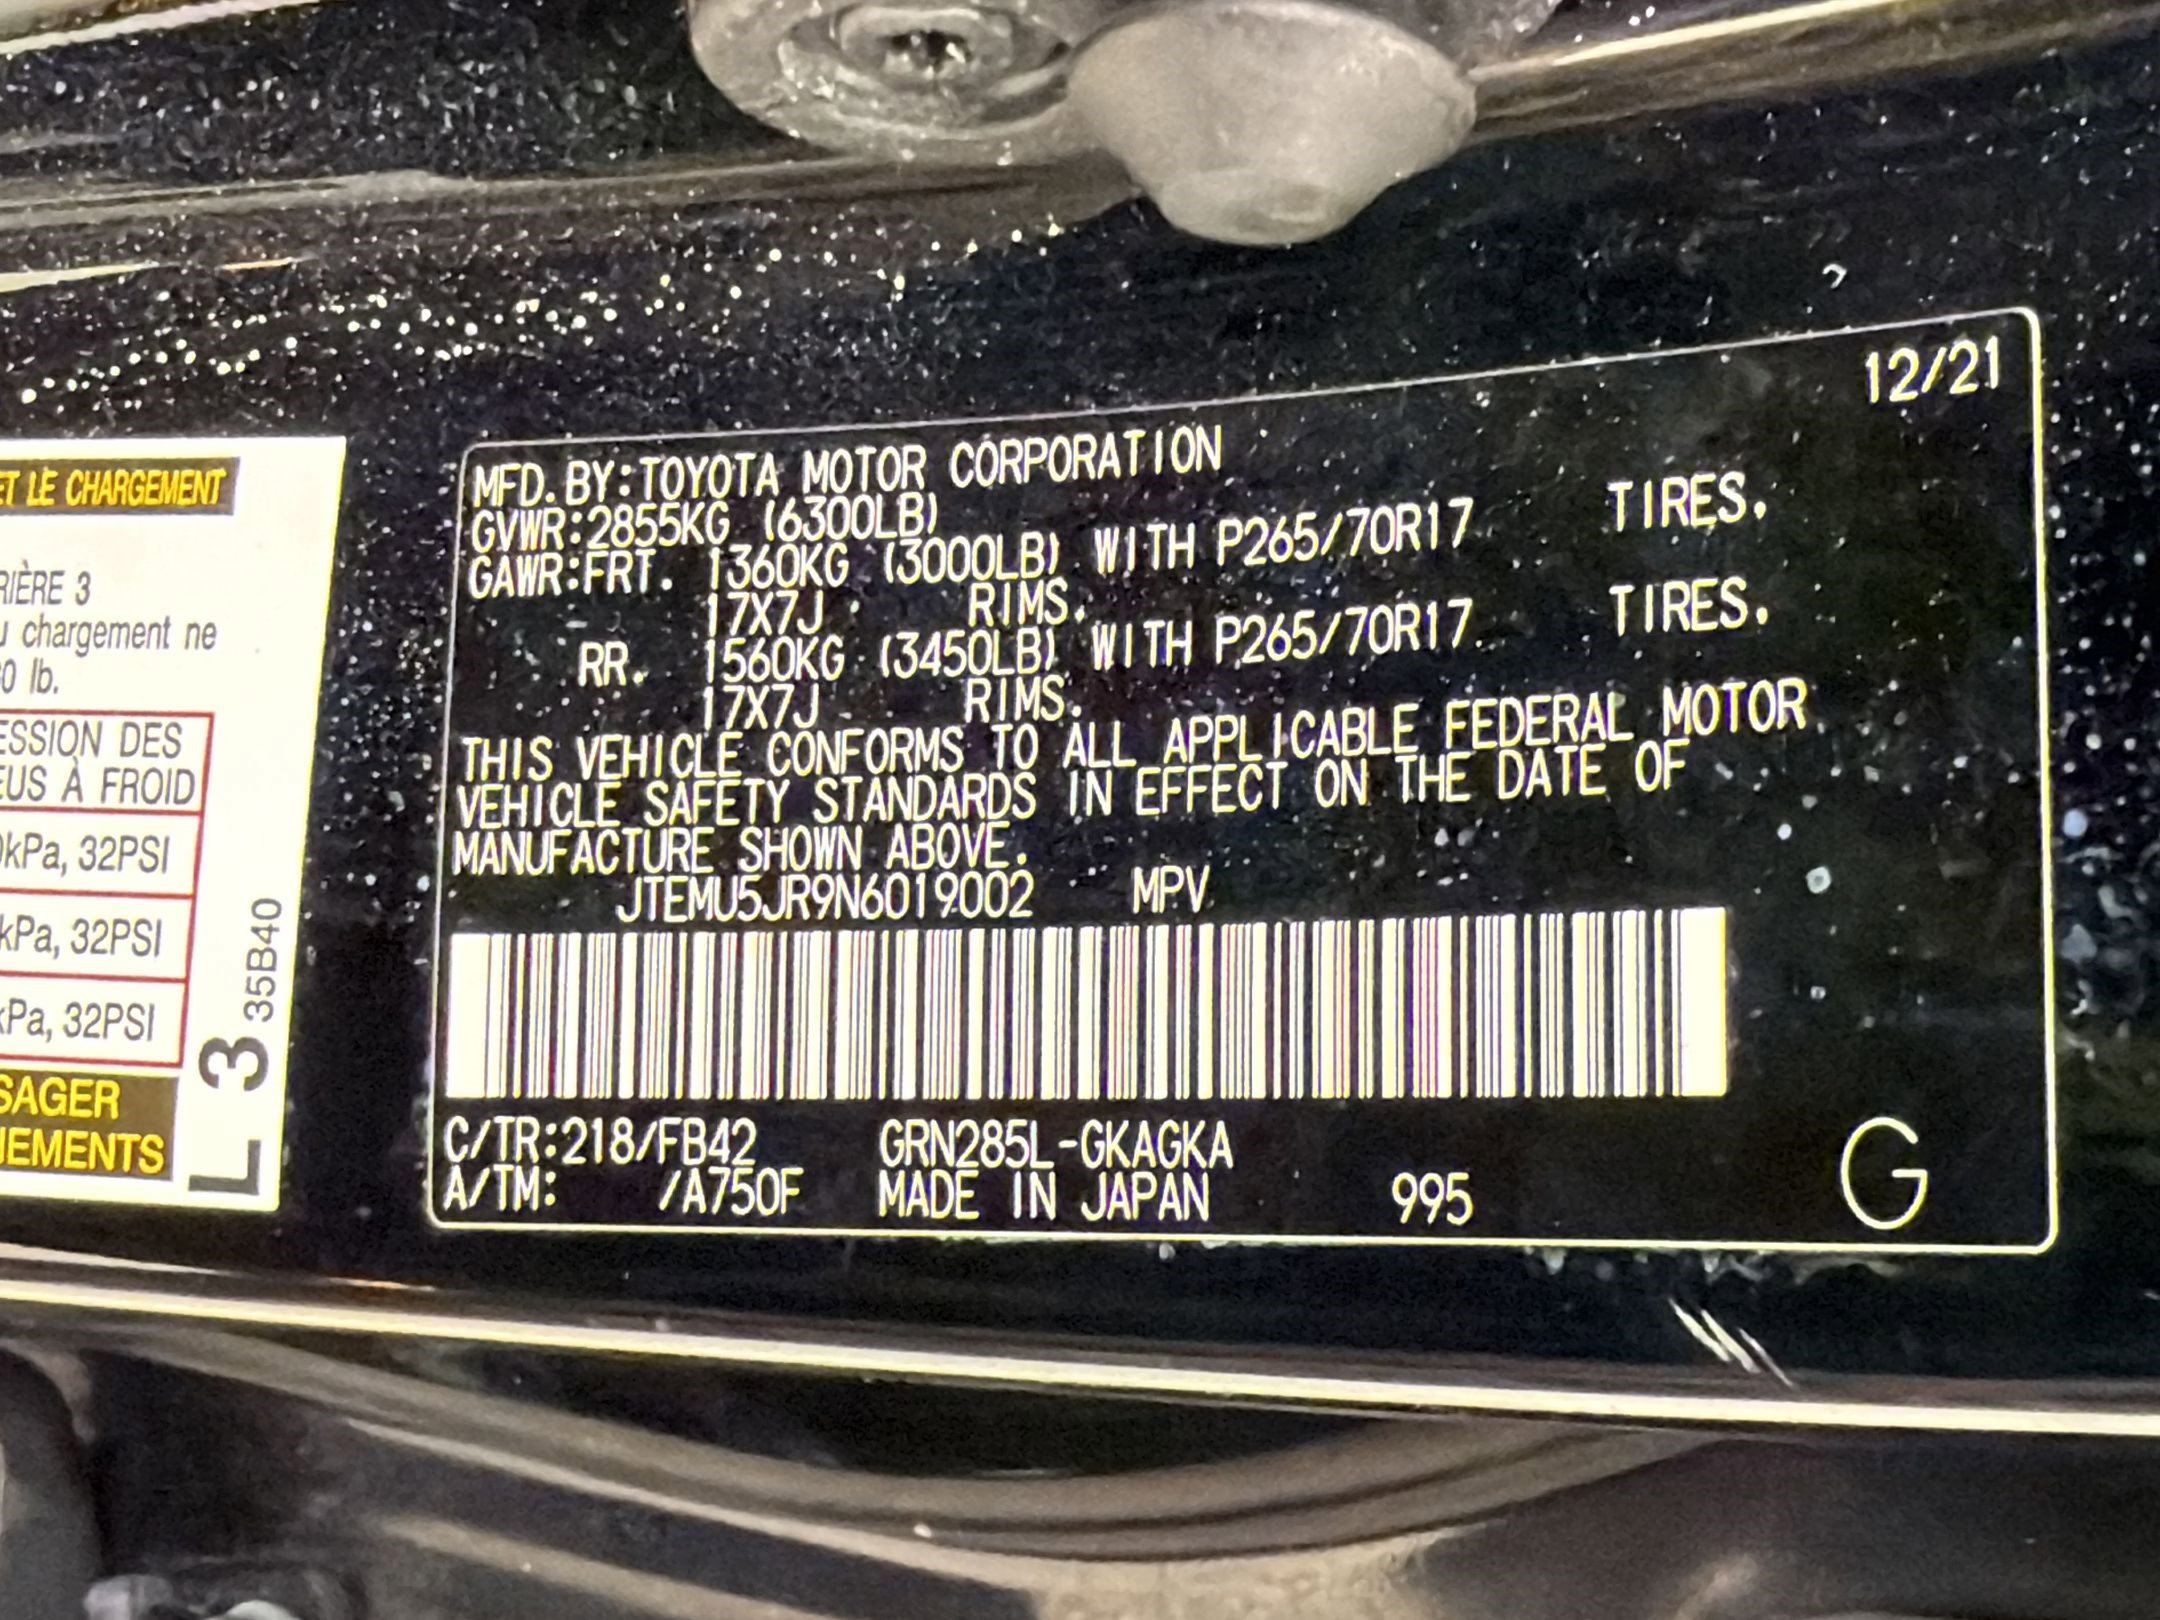 ET LE CHARGEMENT
RIÈRE 3
u chargement ne
0 lb.
ESSION DES
EUS À FROID
0kPa, 32PSI
kPa, 32PSI
kPa, 32PSI
SAGER
NEMENTS
L 3 35B40
12/21
MFD. BY:TOYOTA MOTOR CORPORATION
GVWR:2855KG (6300LB)
GAWR:FRT. 1360KG (3000LB) WITH P265/70R17 TIRES.
17X7J RIMS.
RR. 1560KG (3450LB) WITH P265/70R17 TIRES.
17X7J RIMS.
THIS VEHICLE CONFORMS TO ALL APPLICABLE FEDERAL MOTOR
VEHICLE SAFETY STANDARDS IN EFFECT ON THE DATE OF
MANUFACTURE SHOWN ABOVE.
JTEMU5JR9N6019002 MPV
C/TR:218/FB42 GRN285L-GKAGKA
A/TM: /A750F MADE IN JAPAN 995 G